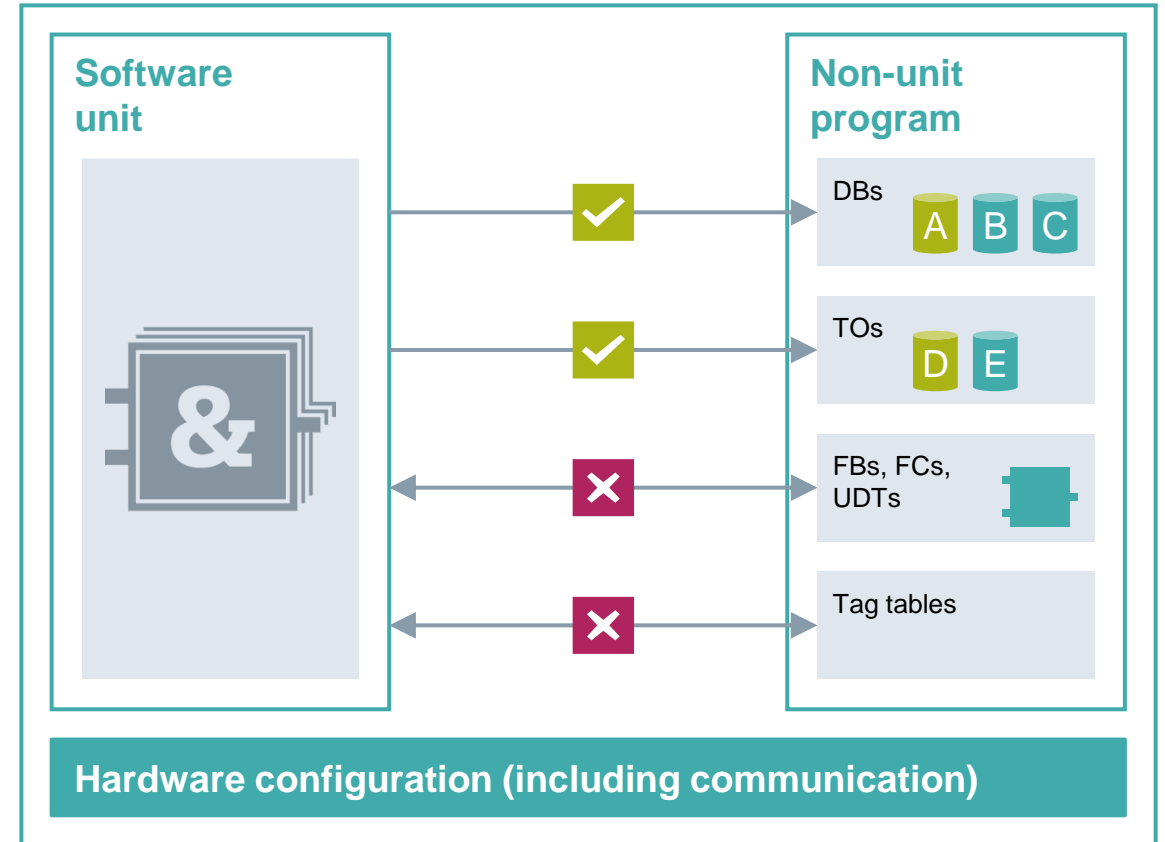 Software
unit
Non-unit
program
DBs
A B C
TOs
D E
&
FBs, FCs,
UDTs
Tag tables
Hardware configuration (including communication)